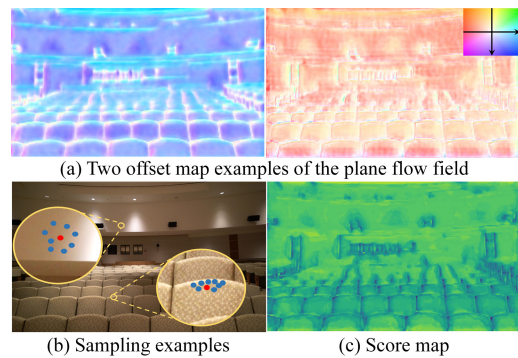 (a) Two offset map examples of the plane flow field
(b) Sampling examples
(c) Score map